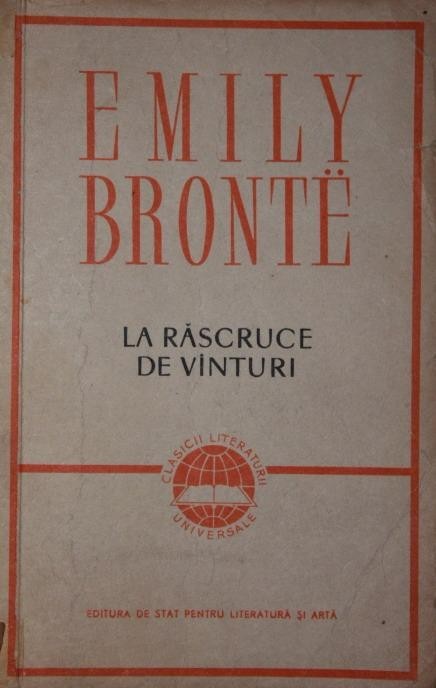 EMILY
BRONTË
LA RĂSCRUCE
DE VÎNTURI
CLASICII LITERATURII
UNIVERSALE
EDITURA DE STAT PENTRU LITERATURĂ ȘI ARTĂ